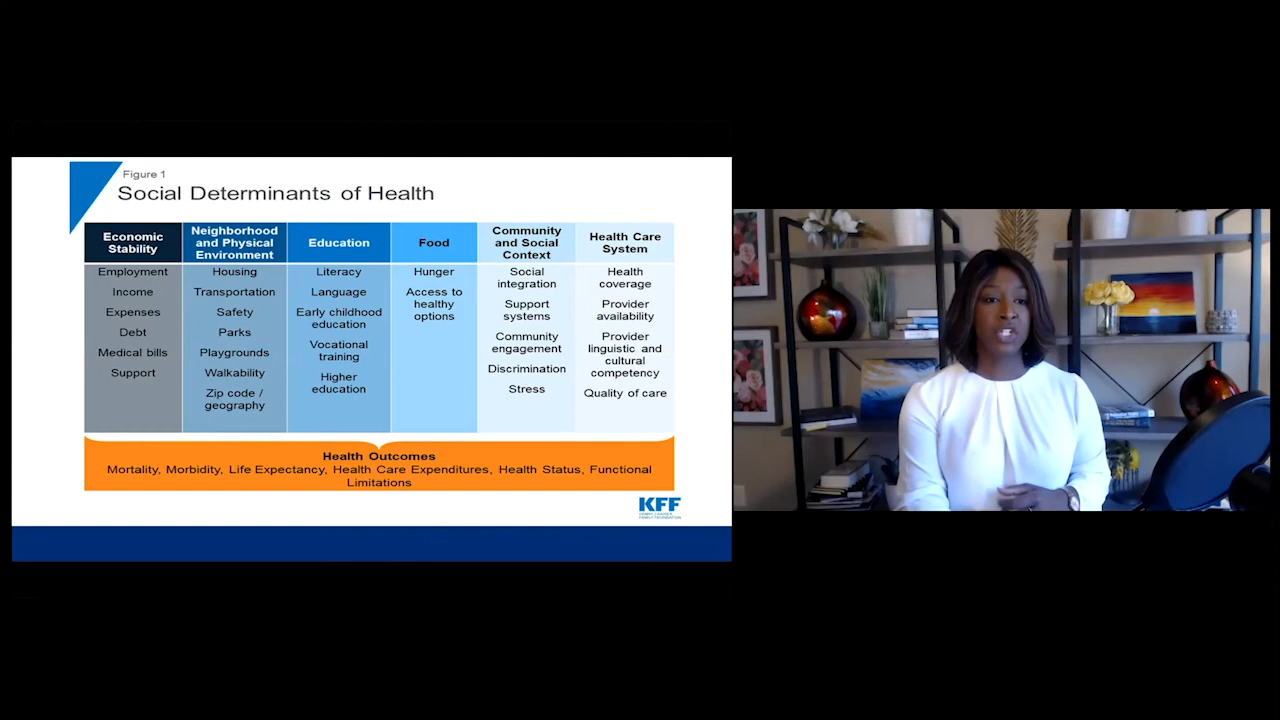 Figure 1
Social Determinants of Health
Economic
Stability
Employment
Income
Expenses
Debt
Medical bills
Support
Neighborhood
and Physical
Environment
Housing
Transportation
Safety
Parks
Playgrounds
Walkability
Zip code /
geography
Education
Literacy
Language
Early childhood
education
Vocational
training
Higher
education
Food
Hunger
Access to
healthy
options
Community
and Social
Context
Social
integration
Support
systems
Community
engagement
Discrimination
Stress
Health Care
System
Health
coverage
Provider
availability
Provider
linguistic and
cultural
competency
Quality of care
Health Outcomes
Mortality, Morbidity, Life Expectancy, Health Care Expenditures, Health Status, Functional
Limitations
KFF